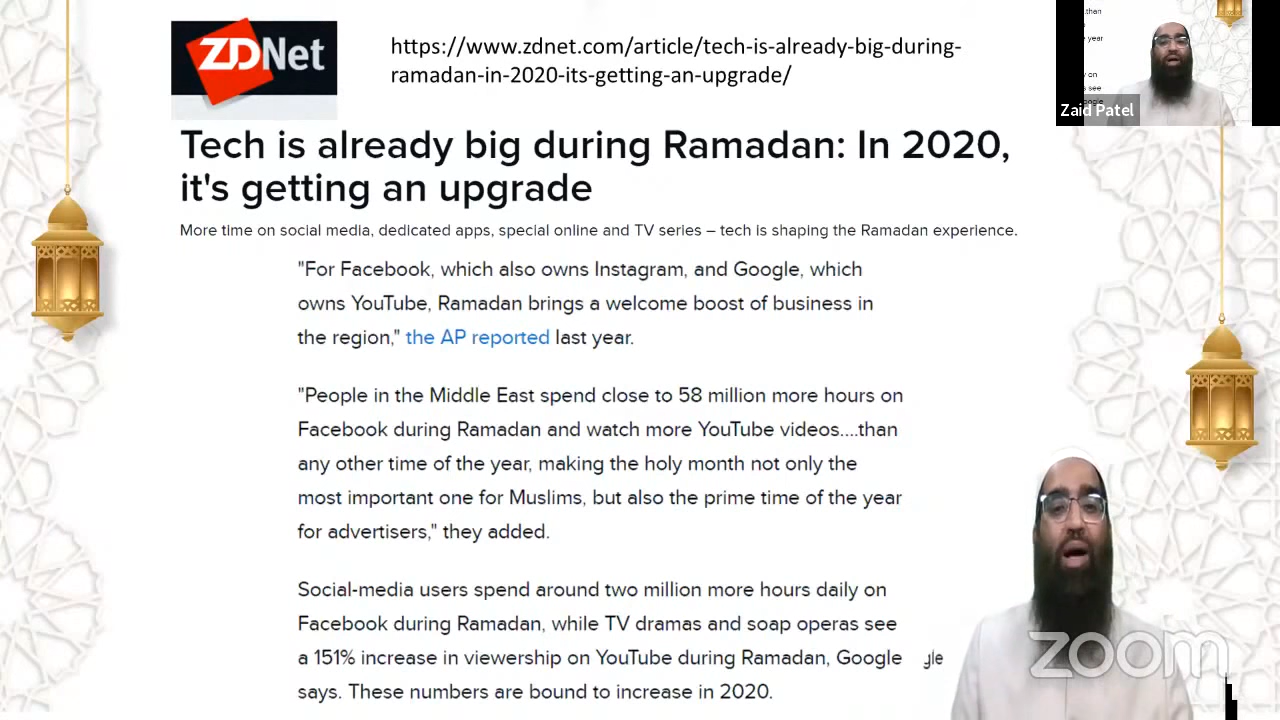 ZDNet
https://www.zdnet.com/article/tech-is-already-big-during-
ramadan-in-2020-its-getting-an-upgrade/
Tech is already big during Ramadan: In 2020,
it's getting an upgrade
More time on social media, dedicated apps, special online and TV series – tech is shaping the Ramadan experience.
"For Facebook, which also owns Instagram, and Google, which
owns YouTube, Ramadan brings a welcome boost of business in
the region," the AP reported last year.
"People in the Middle East spend close to 58 million more hours on
Facebook during Ramadan and watch more YouTube videos....than
any other time of the year, making the holy month not only the
most important one for Muslims, but also the prime time of the year
for advertisers," they added.
Social-media users spend around two million more hours daily on
Facebook during Ramadan, while TV dramas and soap operas see
a 151% increase in viewership on YouTube during Ramadan, Google
says. These numbers are bound to increase in 2020.
gle
than
year
on
see
Zaid Patel
zoom